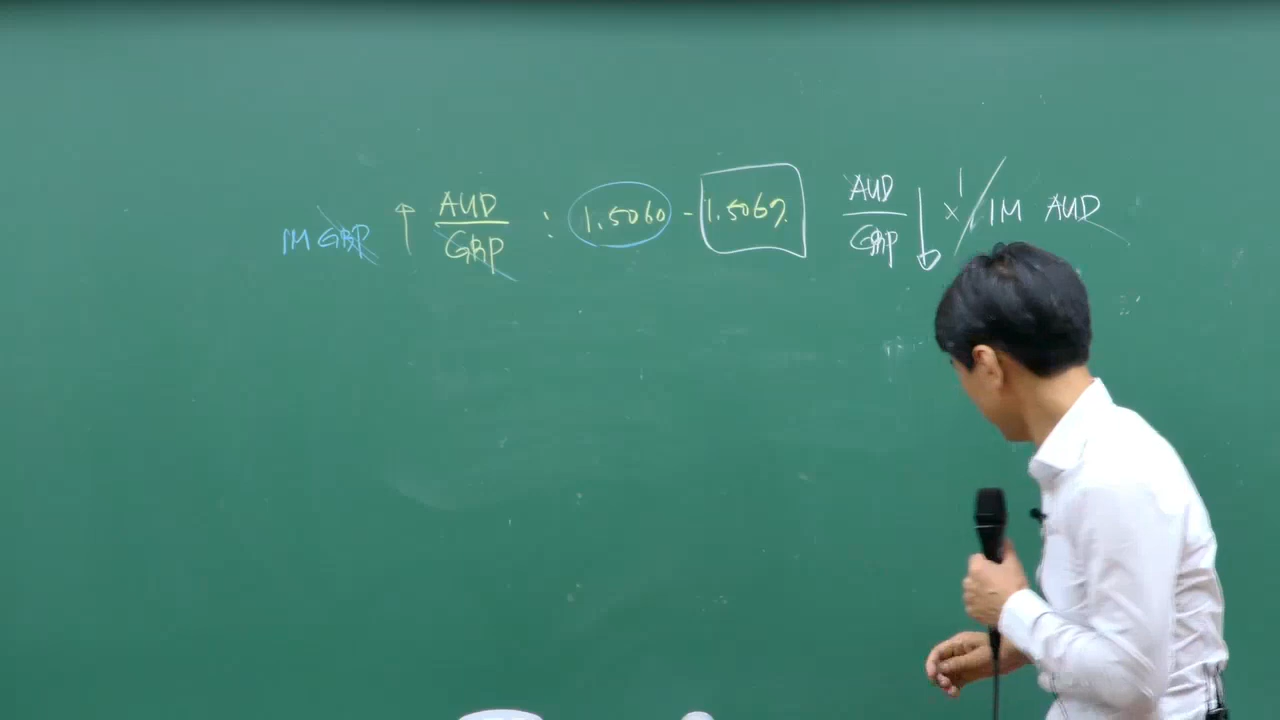 1M GBP ↑ AUD/GBP : 1.5060 - 1.5067 AUD/GBP ↓ × 1/1M AUD